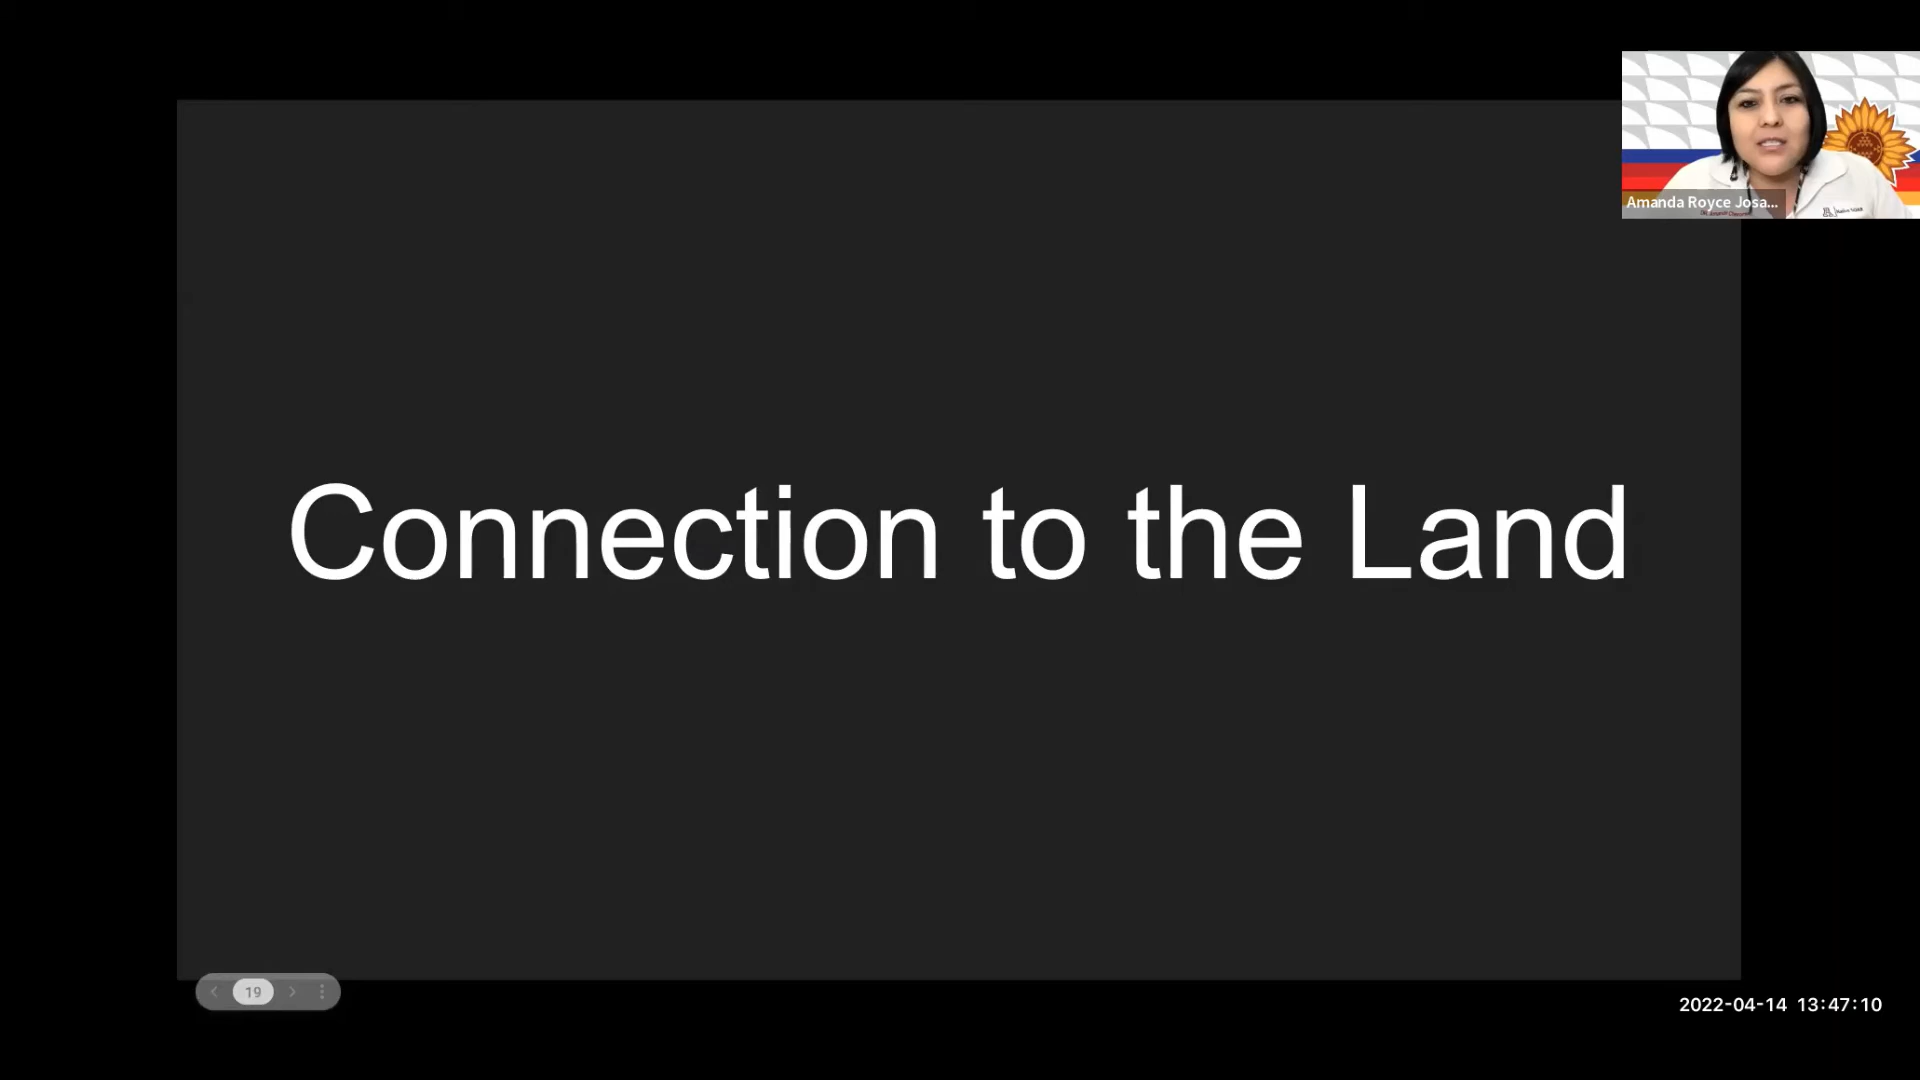 Amanda Royce Josa...
Connection to the Land
19
2022-04-14 13:47:10